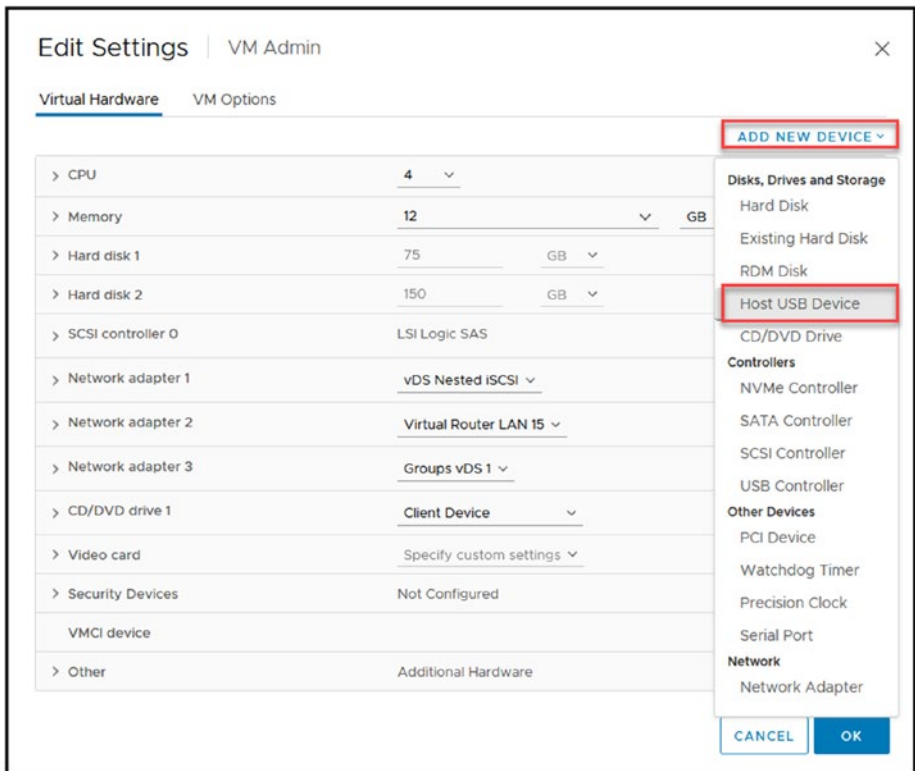 Edit Settings | VM Admin
Virtual Hardware VM Options
ADD NEW DEVICE
CPU 4
Memory 12 GB
Hard disk 1 75 GB
Hard disk 2 150 GB
SCSI controller 0 LSI Logic SAS
Network adapter 1 vDS Nested iSCSI
Network adapter 2 Virtual Router LAN 15
Network adapter 3 Groups vDS 1
CD/DVD drive 1 Client Device
Video card Specify custom settings
Security Devices Not Configured
VMCI device
Other Additional Hardware
Disks, Drives and Storage
Hard Disk
Existing Hard Disk
RDM Disk
Host USB Device
CD/DVD Drive
Controllers
NVMe Controller
SATA Controller
SCSI Controller
USB Controller
Other Devices
PCI Device
Watchdog Timer
Precision Clock
Serial Port
Network
Network Adapter
CANCEL OK